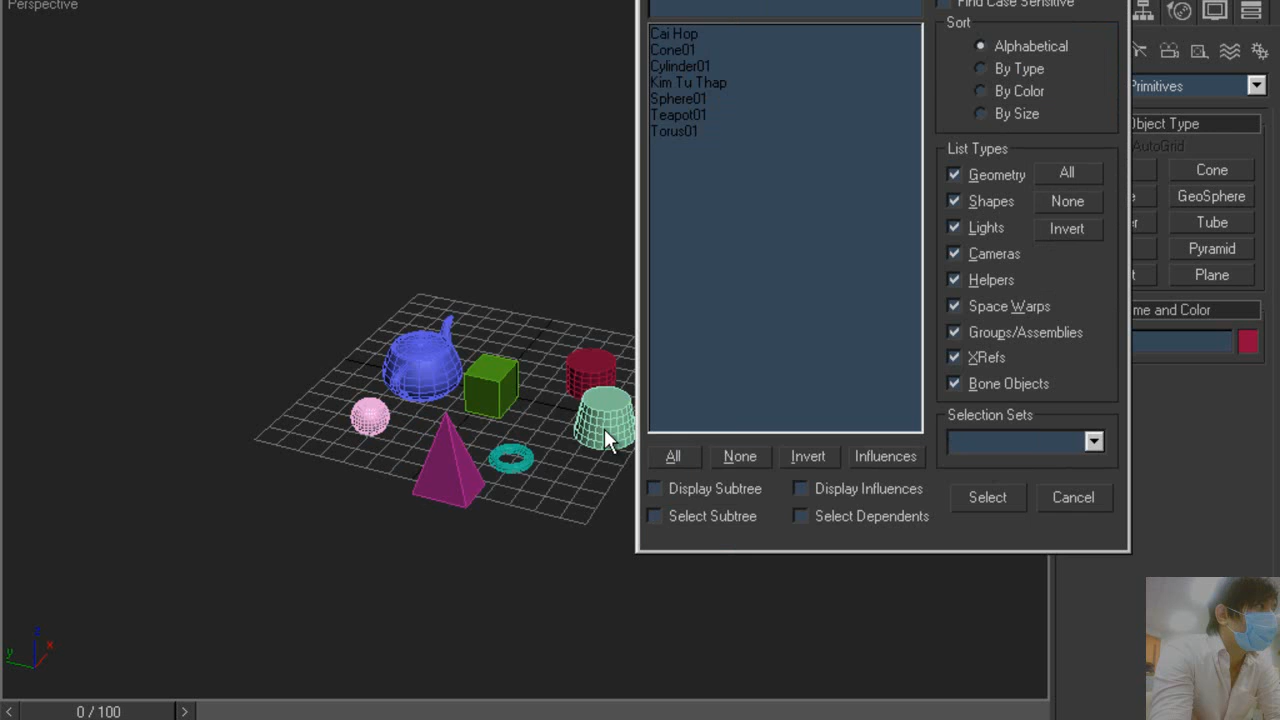 Perspective
Find Case Sensitive
Sort
Alphabetical
By Type
By Color
By Size
Cai Hop
Cone01
Cylinder01
Kim Tu Thap
Sphere01
Teapot01
Torus01
List Types
Geometry
Shapes
Lights
Cameras
Helpers
Space Warps
Groups/Assemblies
XRefs
Bone Objects
All
None
Invert
Selection Sets
All
None
Invert
Influences
Display Subtree
Display Influences
Select Subtree
Select Dependents
Select
Cancel
Primitives
Object Type
AutoGrid
Cone
GeoSphere
Tube
Pyramid
Plane
me and Color
z
x
y
<
0 / 100
>